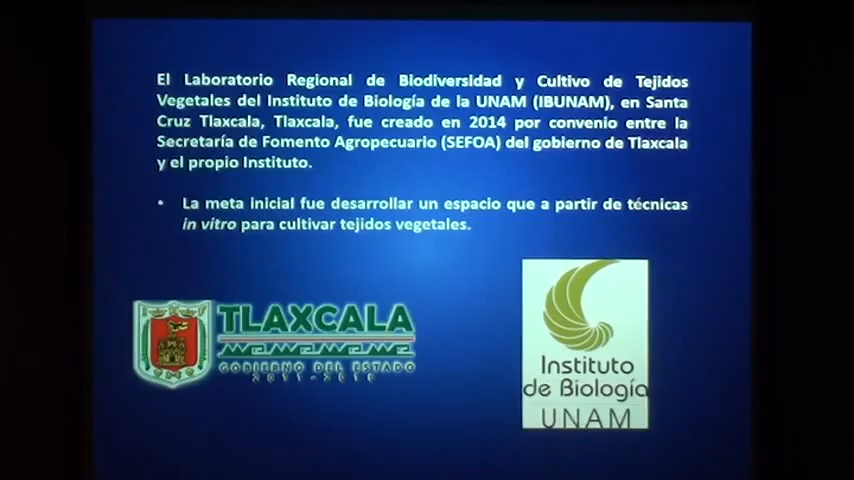 El Laboratorio Regional de Biodiversidad y Cultivo de Tejidos
Vegetales del Instituto de Biología de la UNAM (IBUNAM), en Santa
Cruz Tlaxcala, Tlaxcala, fue creado en 2014 por convenio entre la
Secretaría de Fomento Agropecuario (SEFOA) del gobierno de Tlaxcala
y el propio Instituto.
• La meta inicial fue desarrollar un espacio que a partir de técnicas
in vitro para cultivar tejidos vegetales.
TLAXCALA
GOBIERNO DEL ESTADO
2011-2016
Instituto
de Biología
UNAM